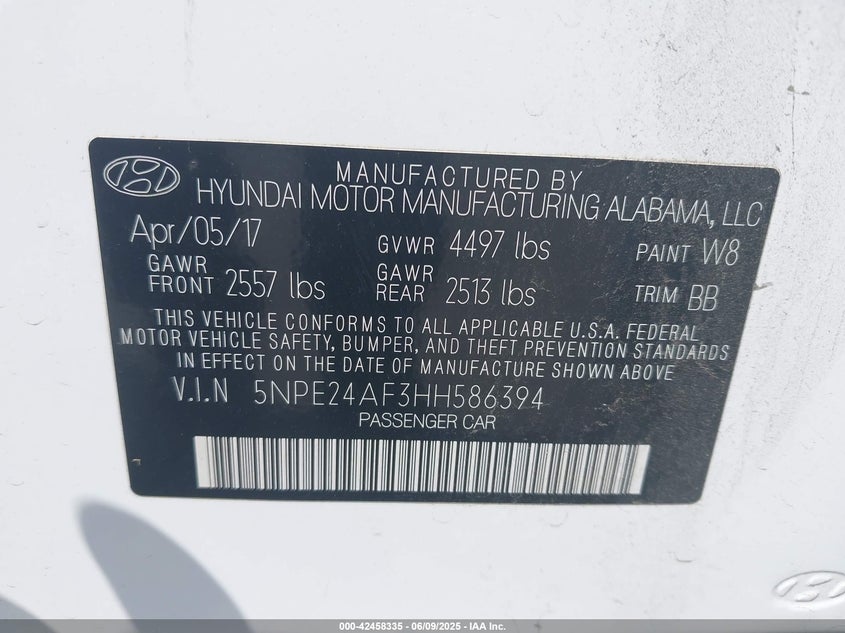 MANUFACTURED BY
HYUNDAI MOTOR MANUFACTURING ALABAMA, LLC
Apr/05/17 GVWR 4497 lbs PAINT W8
GAWR FRONT 2557 lbs GAWR REAR 2513 lbs TRIM BB
THIS VEHICLE CONFORMS TO ALL APPLICABLE U.S.A. FEDERAL
MOTOR VEHICLE SAFETY, BUMPER, AND THEFT PREVENTION STANDARDS
IN EFFECT ON THE DATE OF MANUFACTURE SHOWN ABOVE
V.I.N 5NPE24AF3HH586394
PASSENGER CAR
000-42458335 - 06/09/2025 - IAA Inc.